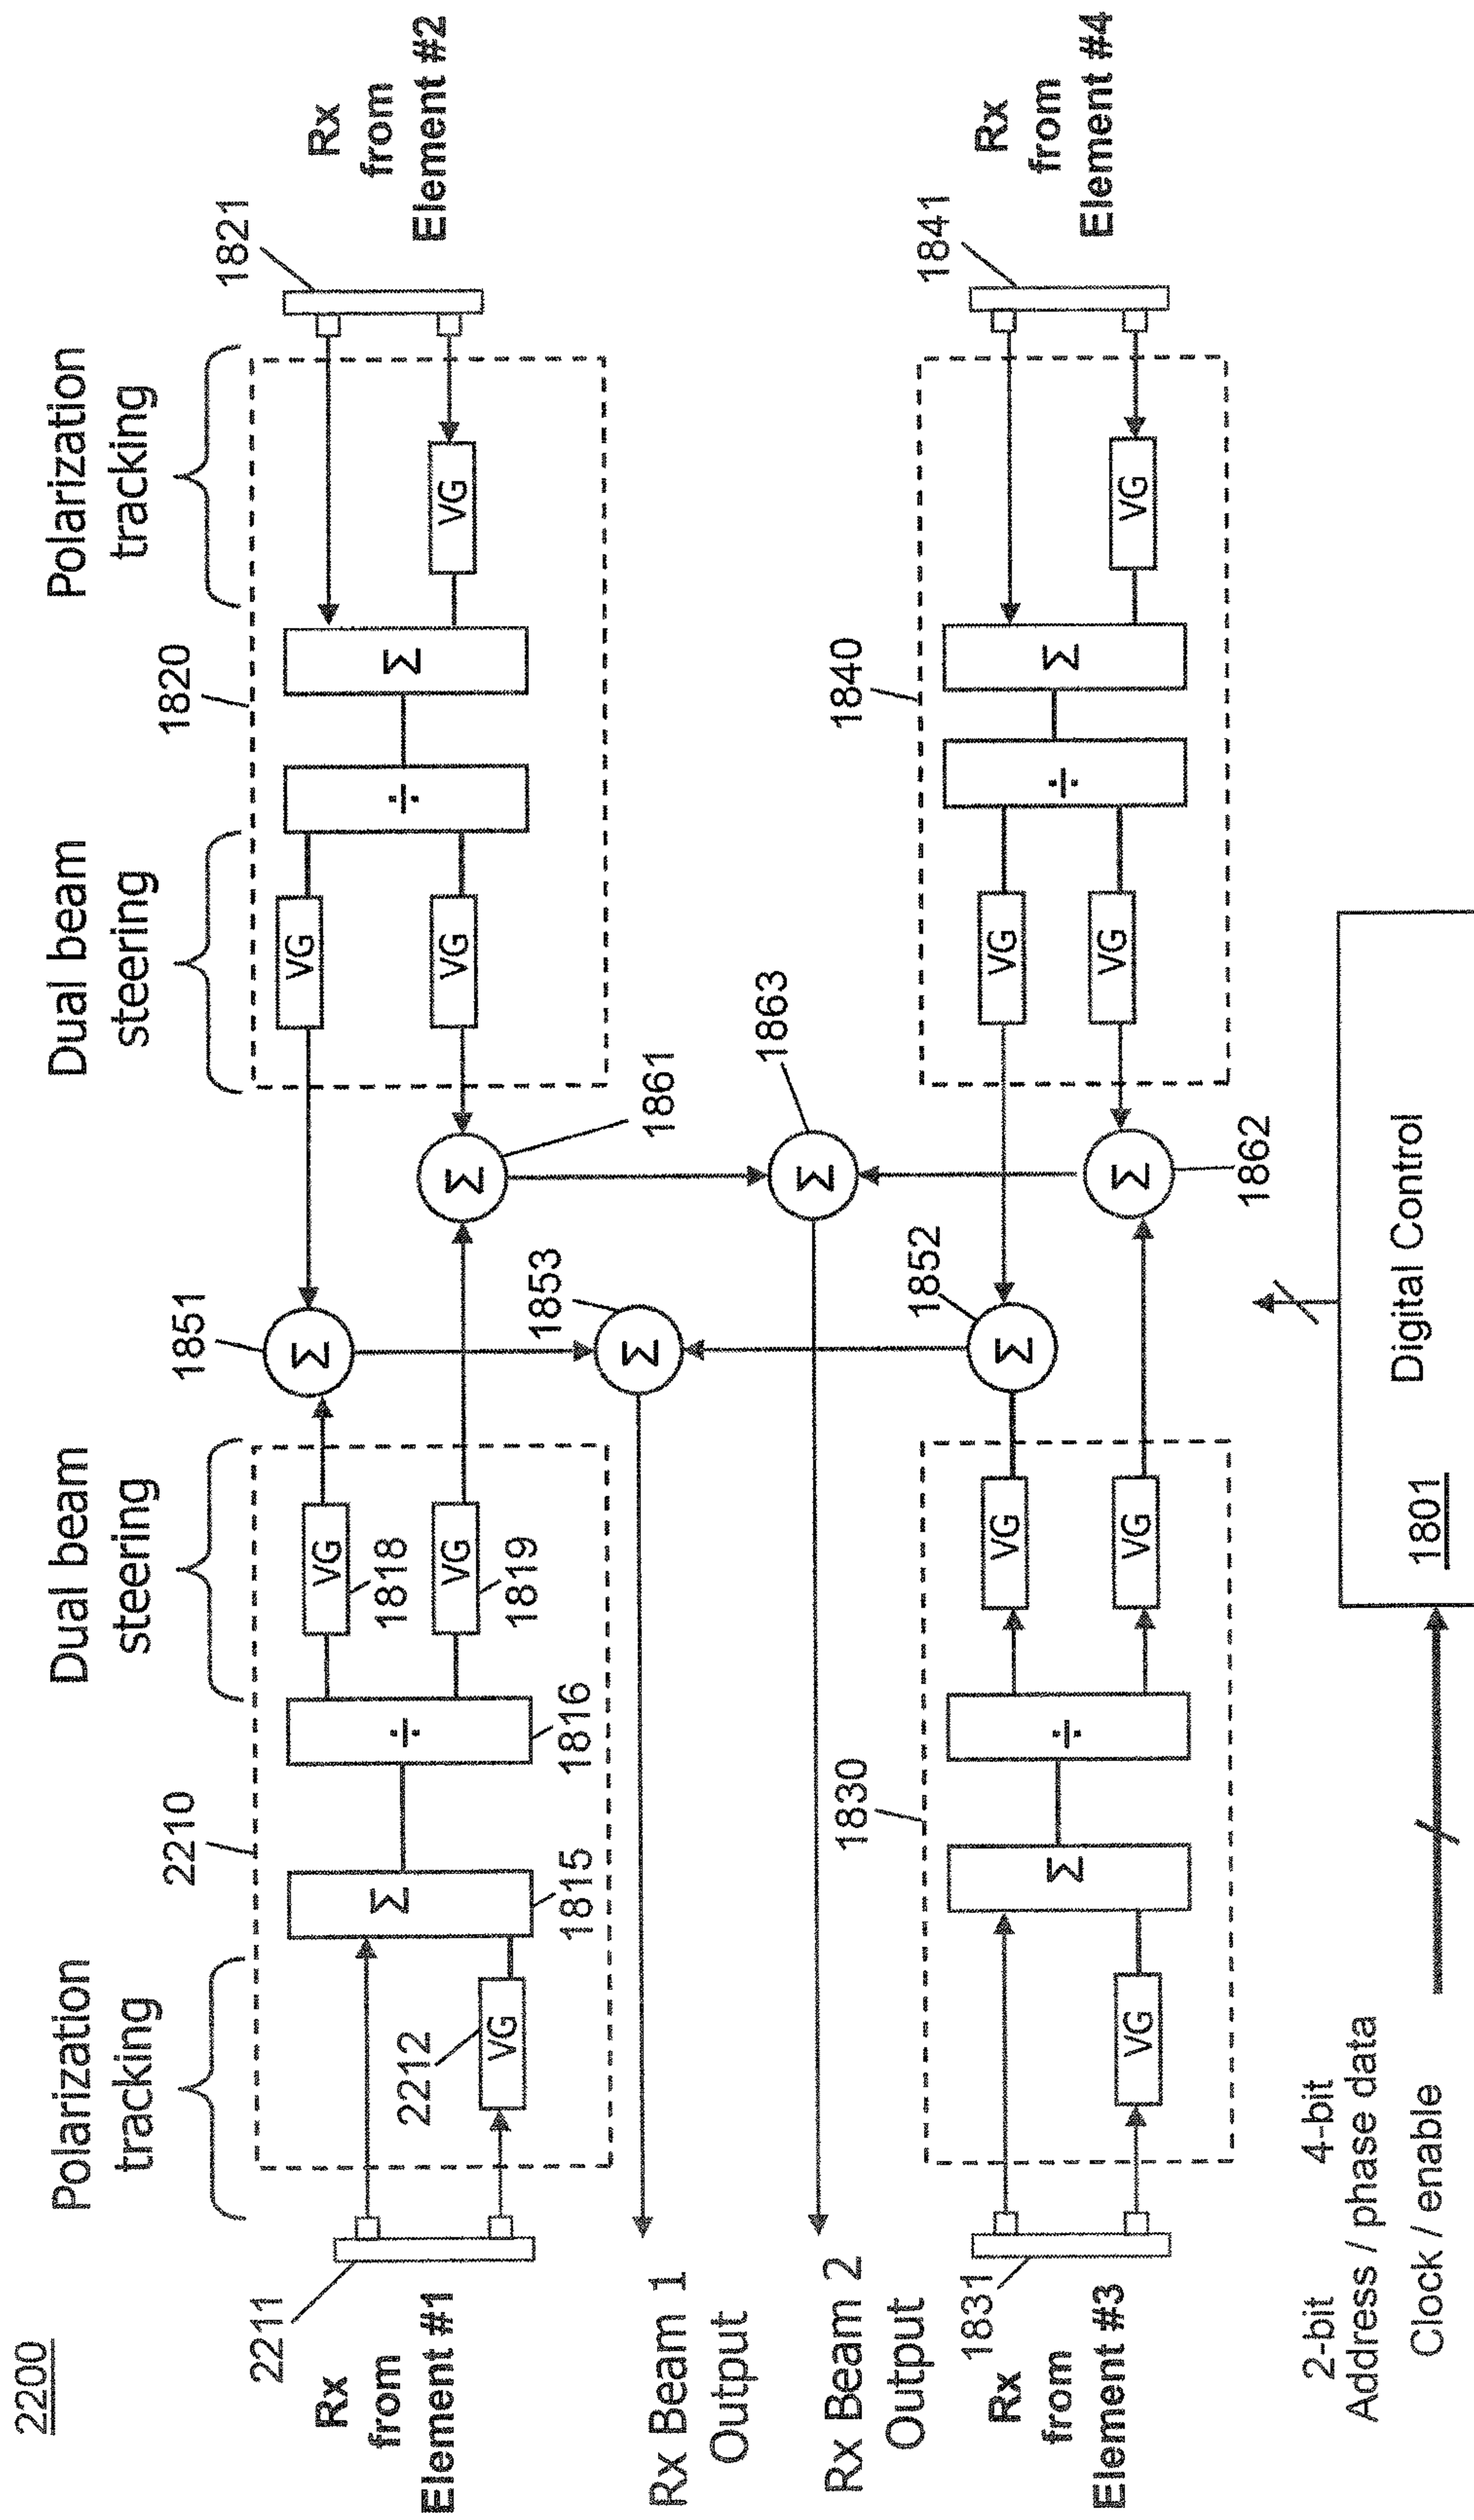 2200
Polarization
tracking
Dual beam
steering
Dual beam
steering
Polarization
tracking
2210
1820
2211
2212
VG
Σ
1815
÷
1816
VG
1818
VG
1819
1851
Σ
VG
VG
÷
Σ
VG
1821
Rx
from
Element #1
Rx
from
Element #2
Σ
1861
1853
Σ
Σ
1863
Rx Beam 1
Output
Rx Beam 2
Output
1830
1840
1831
VG
Σ
÷
VG
VG
1852
Σ
Σ
1862
VG
VG
÷
Σ
VG
1841
Rx
from
Element #3
Rx
from
Element #4
2-bit 4-bit
Address / phase data
Clock / enable
Digital Control
1801